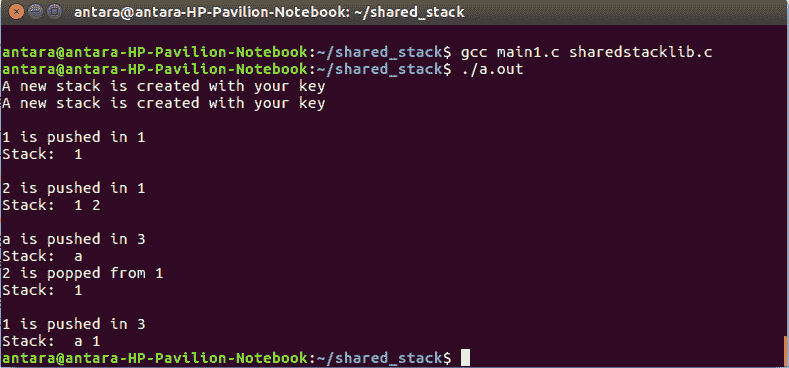 antara@antara-HP-Pavilion-Notebook: ~/shared_stack
antara@antara-HP-Pavilion-Notebook:~/shared_stack$ gcc main1.c sharedstacklib.c
antara@antara-HP-Pavilion-Notebook:~/shared_stack$ ./a.out
A new stack is created with your key
A new stack is created with your key
1 is pushed in 1
Stack:  1
2 is pushed in 1
Stack:  1 2
a is pushed in 3
Stack:  a
2 is popped from 1
Stack:  1
1 is pushed in 3
Stack:  a 1
antara@antara-HP-Pavilion-Notebook:~/shared_stack$